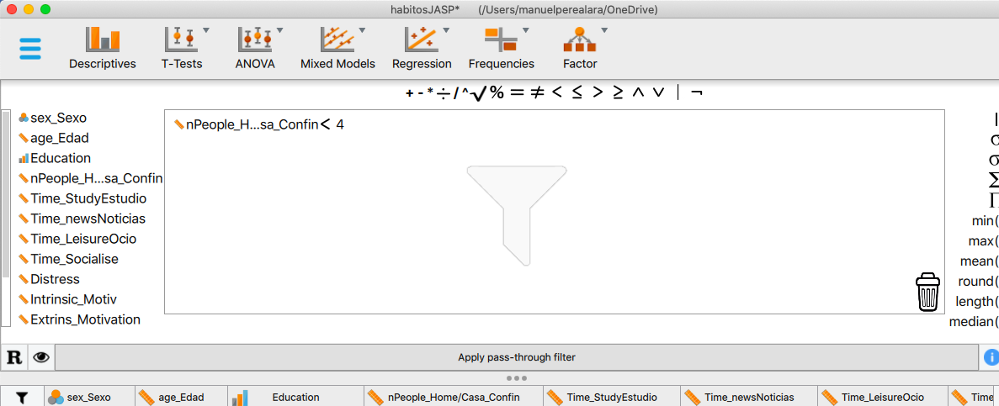 habitosJASP* (/Users/manuelperealara/OneDrive)
Descriptives T-Tests ANOVA Mixed Models Regression Frequencies Factor
+ - * ÷ / ^ √ % = ≠ < ≤ > ≥ ∧ ∨ | ¬
sex_Sexo
age_Edad
Education
nPeople_H...sa_Confin
Time_StudyEstudio
Time_newsNoticias
Time_LeisureOcio
Time_Socialise
Distress
Intrinsic_Motiv
Extrins_Motivation
nPeople_H...sa_Confin < 4
σ
σ
Σ
Π
min(
max(
mean(
round(
length(
median(
R Apply pass-through filter i
sex_Sexo age_Edad Education nPeople_Home/Casa_Confin Time_StudyEstudio Time_newsNoticias Time_LeisureOcio Time